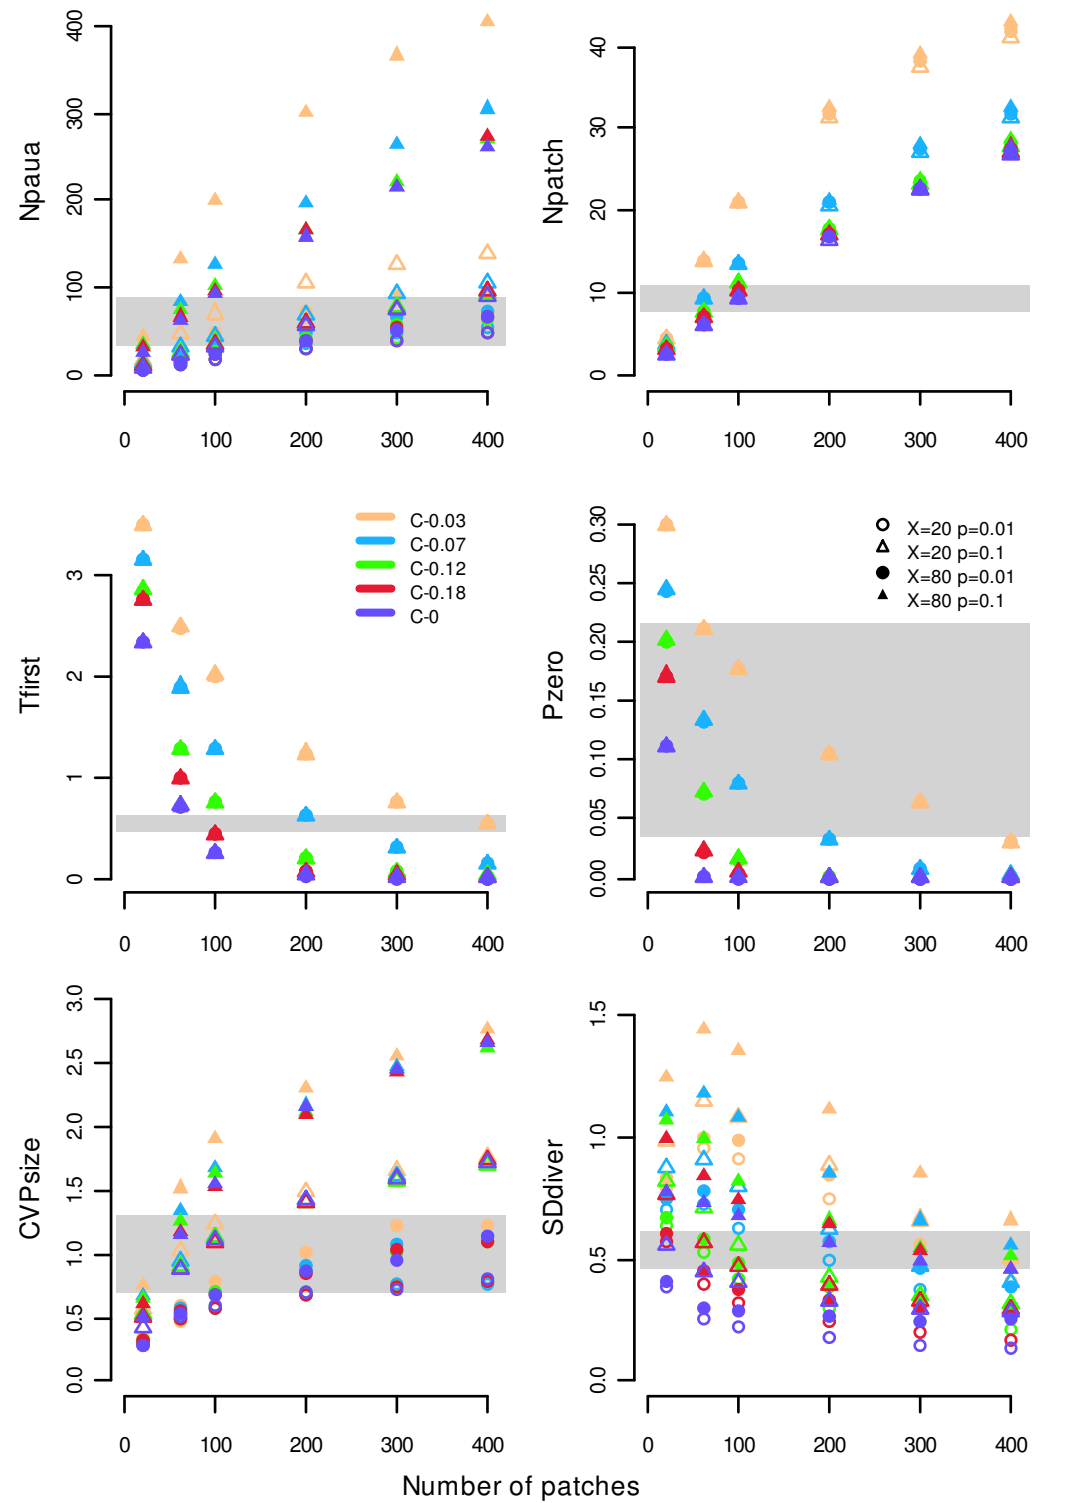 Npaua
400
300
200
100
0
0 100 200 300 400
Npatch
40
30
20
10
0
0 100 200 300 400
Tfirst
3
2
1
0
C-0.03
C-0.07
C-0.12
C-0.18
C-0
0 100 200 300 400
Pzero
0.30
0.25
0.20
0.15
0.10
0.05
0.00
X=20 p=0.01
X=20 p=0.1
X=80 p=0.01
X=80 p=0.1
0 100 200 300 400
CVPsize
3.0
2.5
2.0
1.5
1.0
0.5
0.0
0 100 200 300 400
SDdiver
1.5
1.0
0.5
0.0
0 100 200 300 400
Number of patches